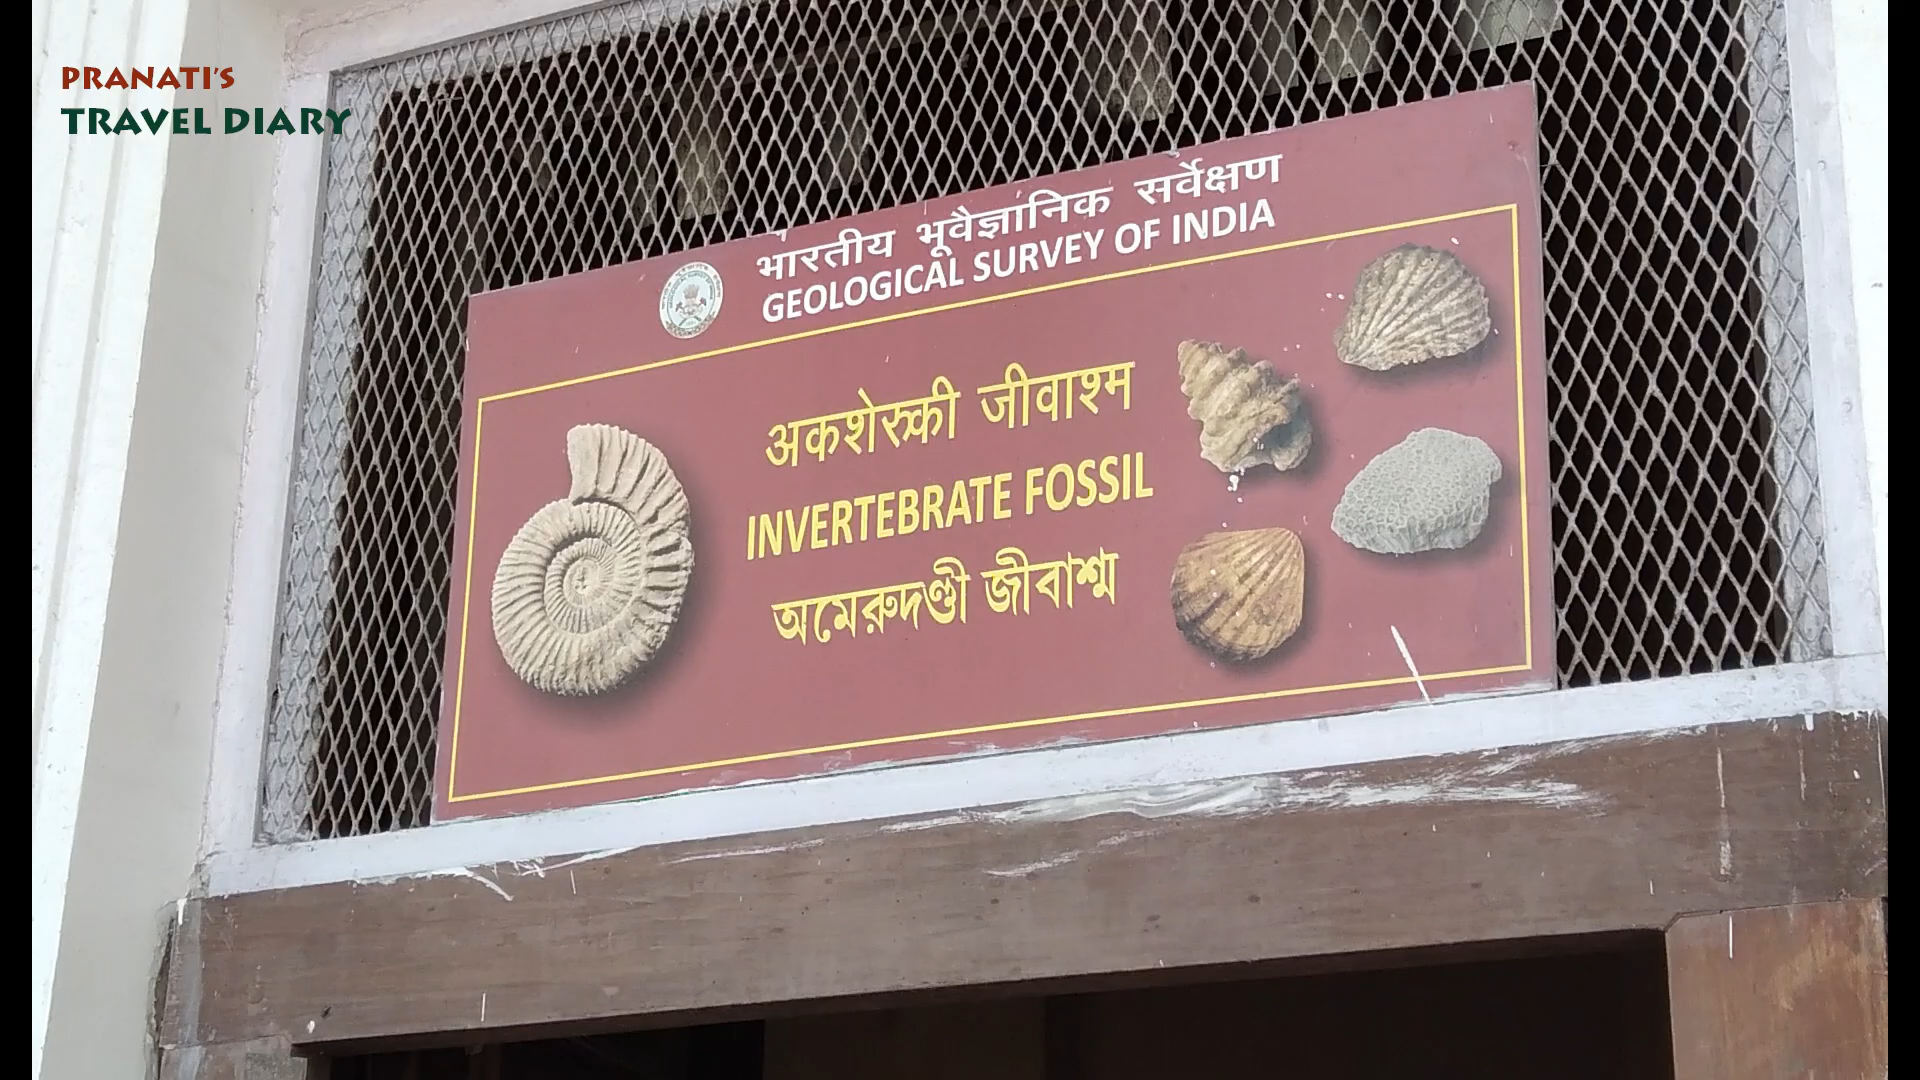 PRANATI'S
TRAVEL DIARY
भारतीय भूवैज्ञानिक सर्वेक्षण
GEOLOGICAL SURVEY OF INDIA
अकशेरुकी जीवाश्म
INVERTEBRATE FOSSIL
অমেরুদণ্ডী জীবাশ্ম